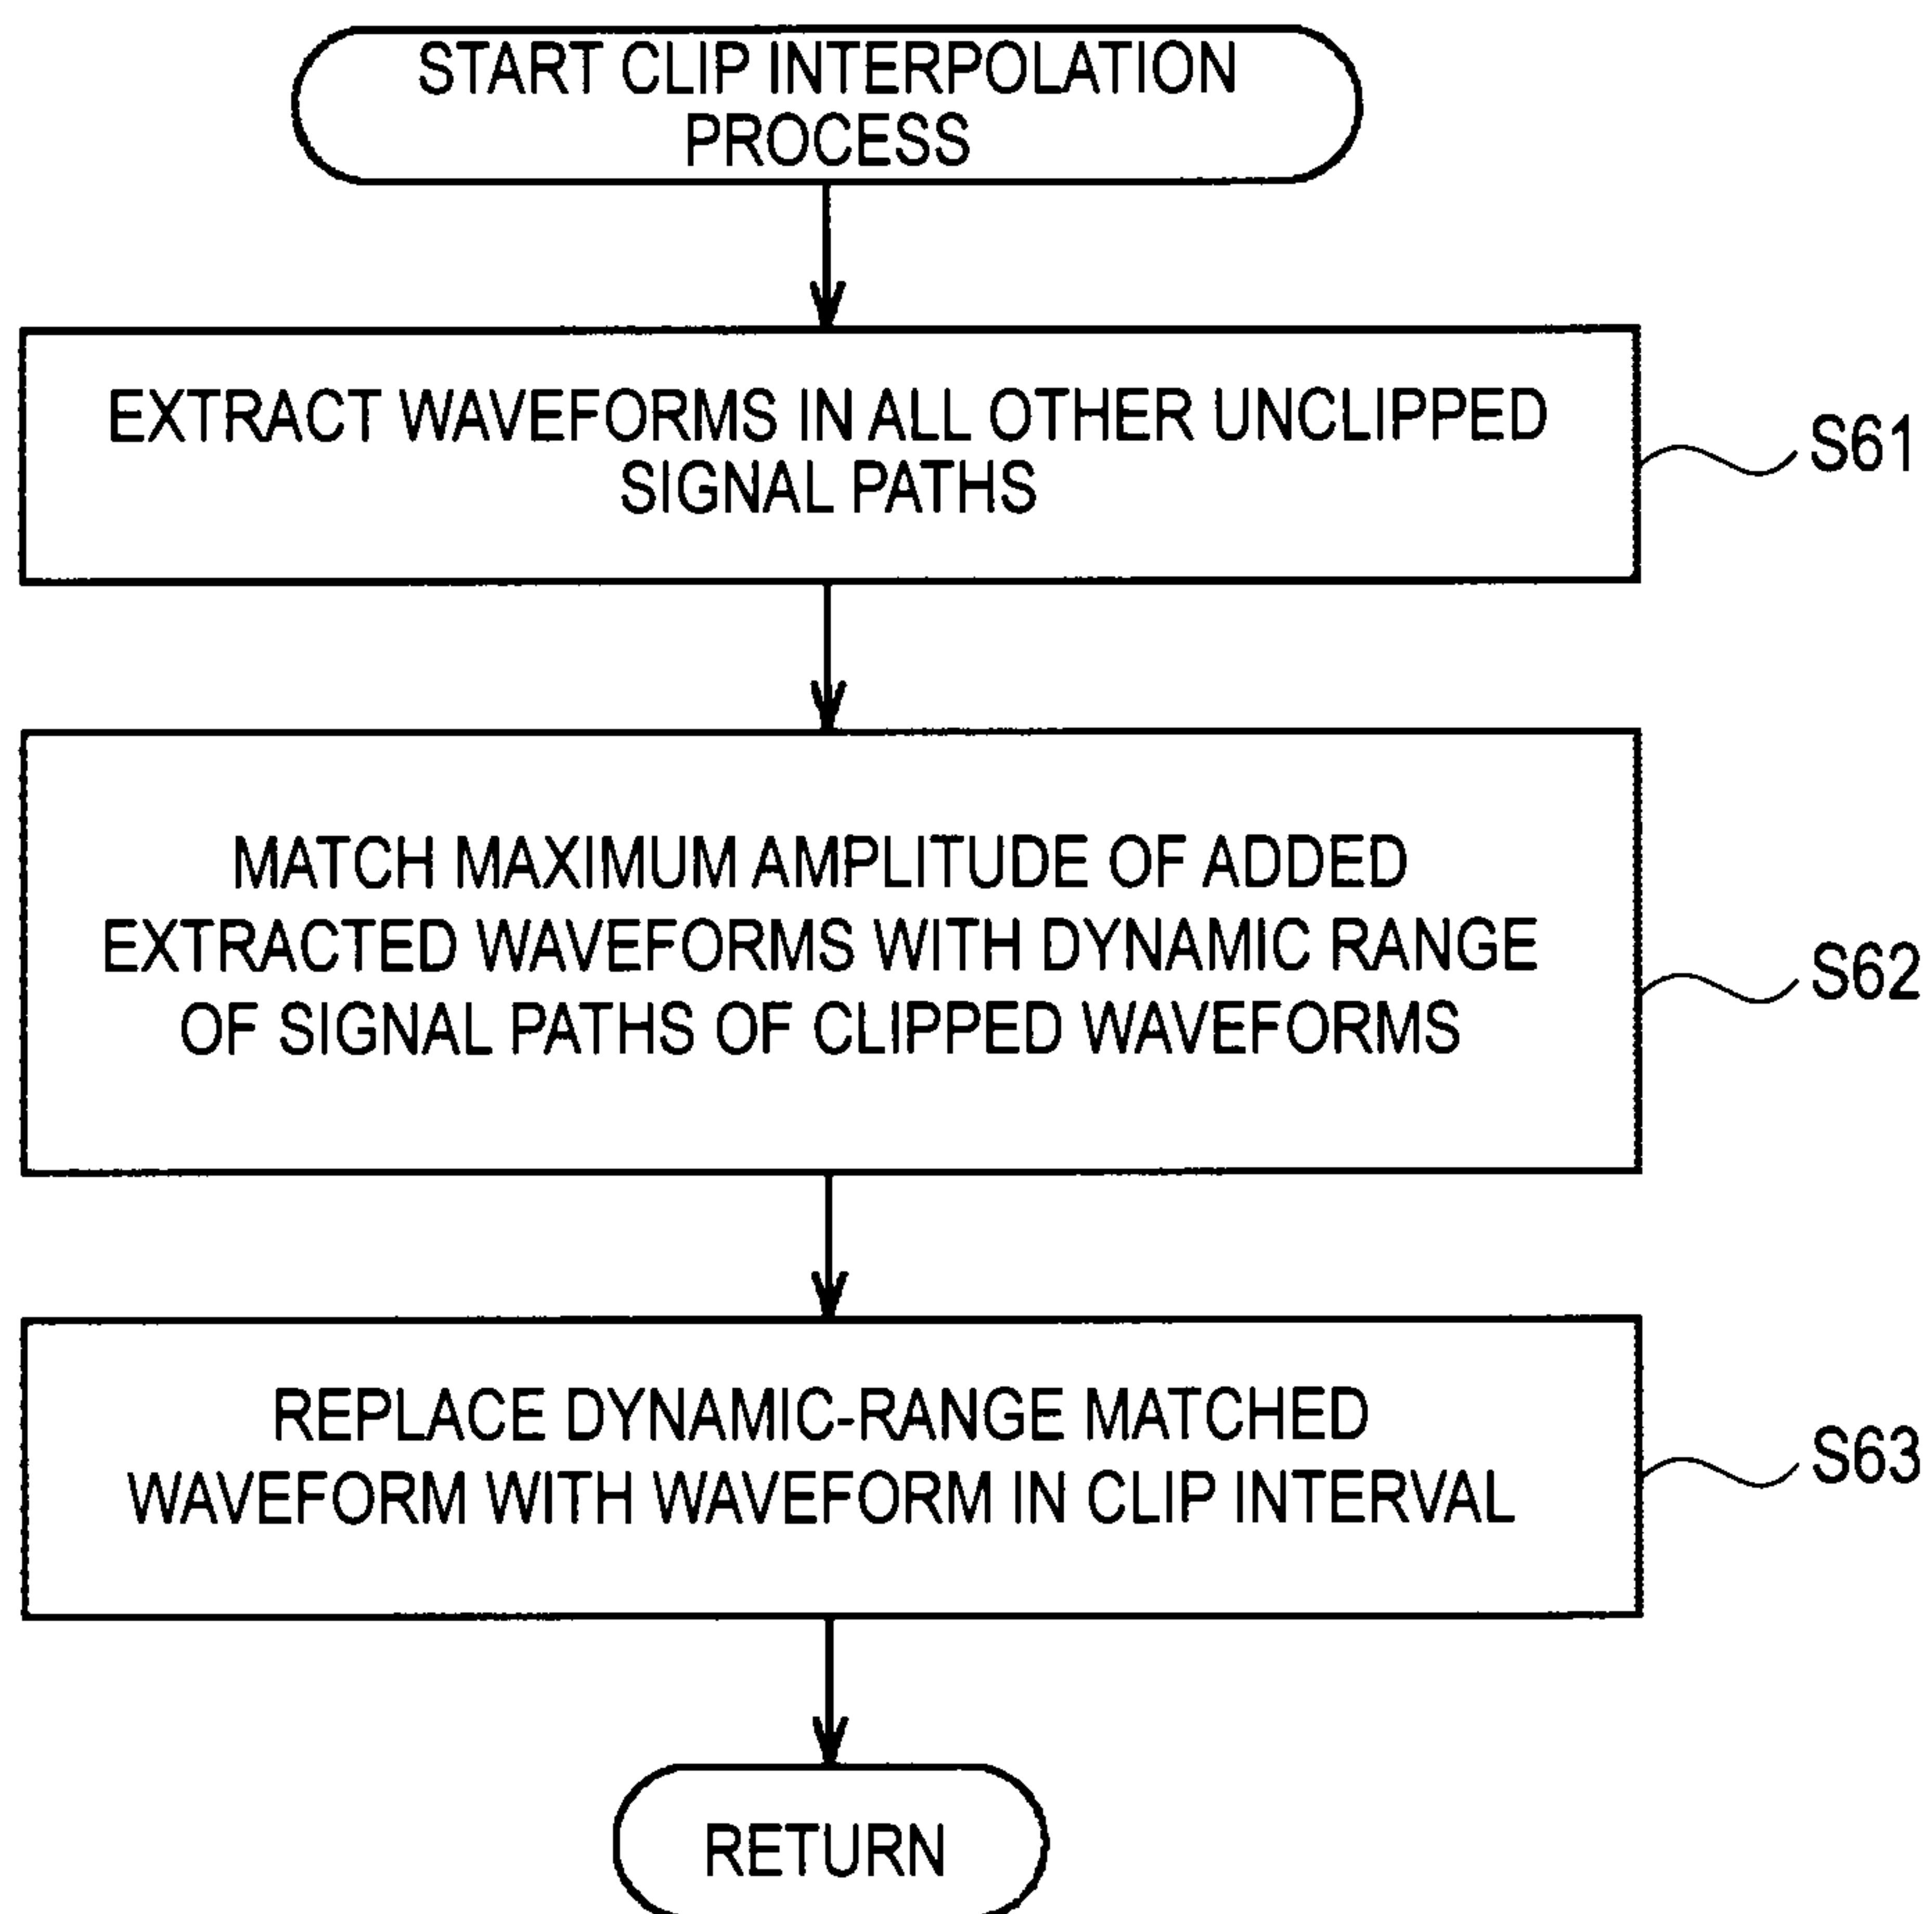 START CLIP INTERPOLATION
PROCESS
EXTRACT WAVEFORMS IN ALL OTHER UNCLIPPED
SIGNAL PATHS
S61
MATCH MAXIMUM AMPLITUDE OF ADDED
EXTRACTED WAVEFORMS WITH DYNAMIC RANGE
OF SIGNAL PATHS OF CLIPPED WAVEFORMS
S62
REPLACE DYNAMIC-RANGE MATCHED
WAVEFORM WITH WAVEFORM IN CLIP INTERVAL
S63
RETURN